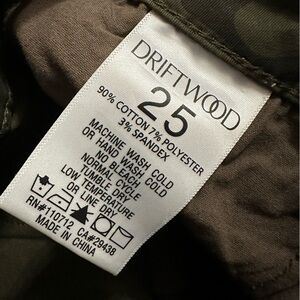 DRIFTWOOD
25
90% COTTON 7% POLYESTER
3% SPANDEX
MACHINE WASH COLD
OR HAND WASH COLD
NO BLEACH
NORMAL CYCLE
TUMBLE DRY
LOW TEMPERATURE
OR LINE DRY
RN#110712 CA#29438
MADE IN CHINA